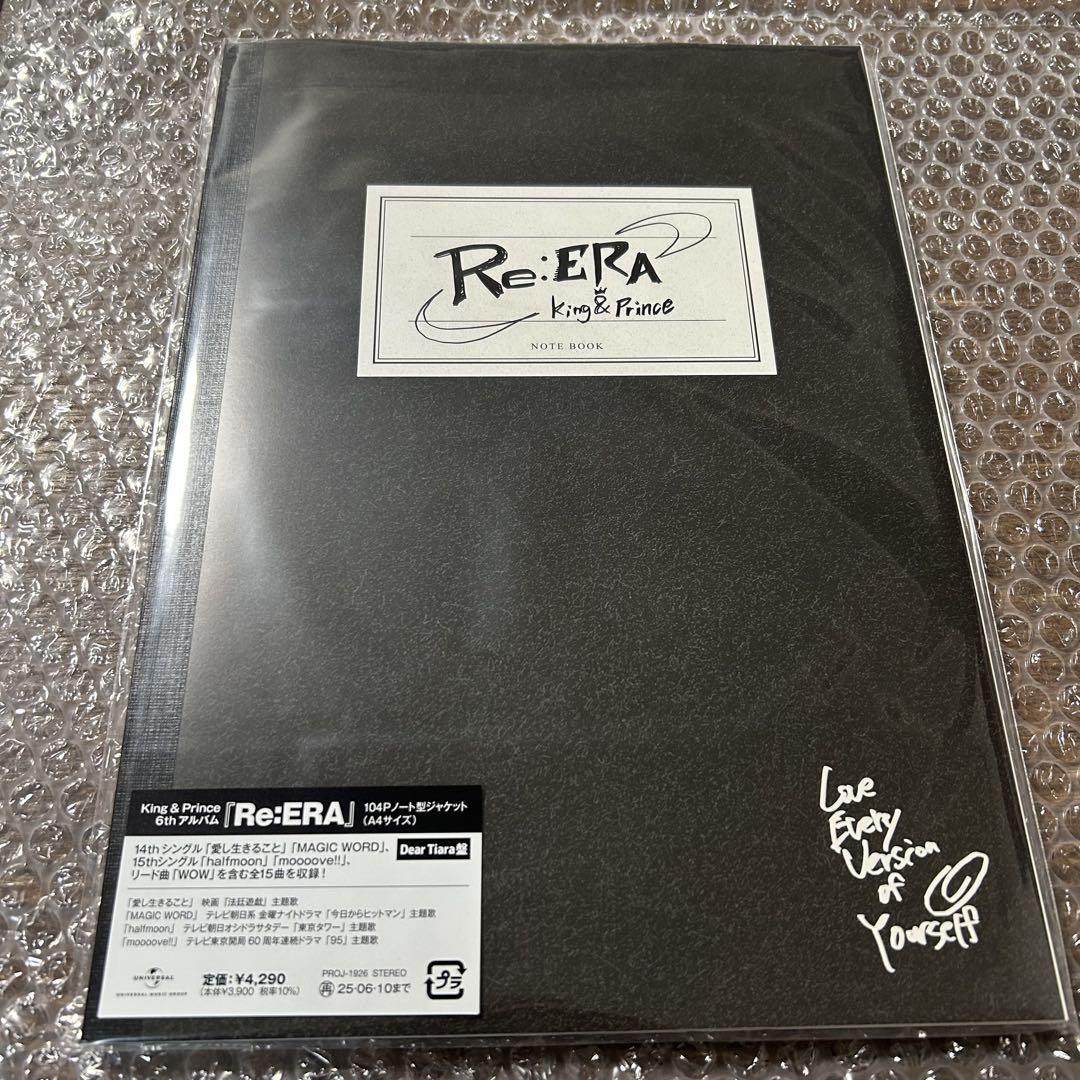 Re:ERA
King & Prince
NOTE BOOK
Love
Every
Version
of
Yourself
King & Prince
6thアルバム
『Re:ERA』
104Pノート型ジャケット
(A4サイズ)
14thシングル「愛し生きること」「MAGIC WORD」、
15thシングル「halfmoon」「moooove!!」、
リード曲「WOW」を含む全15曲を収録!
Dear Tiara盤
「愛し生きること」 映画『法廷遊戯』主題歌
「MAGIC WORD」 テレビ朝日系 金曜ナイトドラマ「今日からヒットマン」主題歌
「halfmoon」 テレビ朝日オシドラサタデー「東京タワー」主題歌
「moooove!!」 テレビ東京開局60周年連続ドラマ「95」主題歌
UNIVERSAL
UNIVERSAL MUSIC GROUP
定価:¥4,290
(本体¥3,900 税率10%)
PROJ-1926 STEREO
再 25・06・10まで
プラ